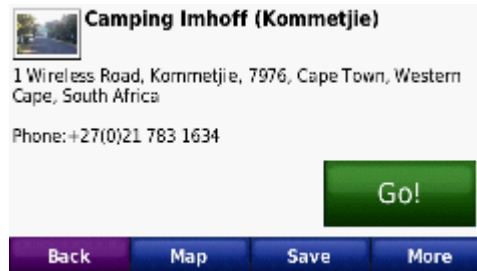 Camping Imhoff (Kommetjie)
1 Wireless Road, Kommetjie, 7976, Cape Town, Western
Cape, South Africa
Phone:+27(0)21 783 1634
Go!
Back Map Save More